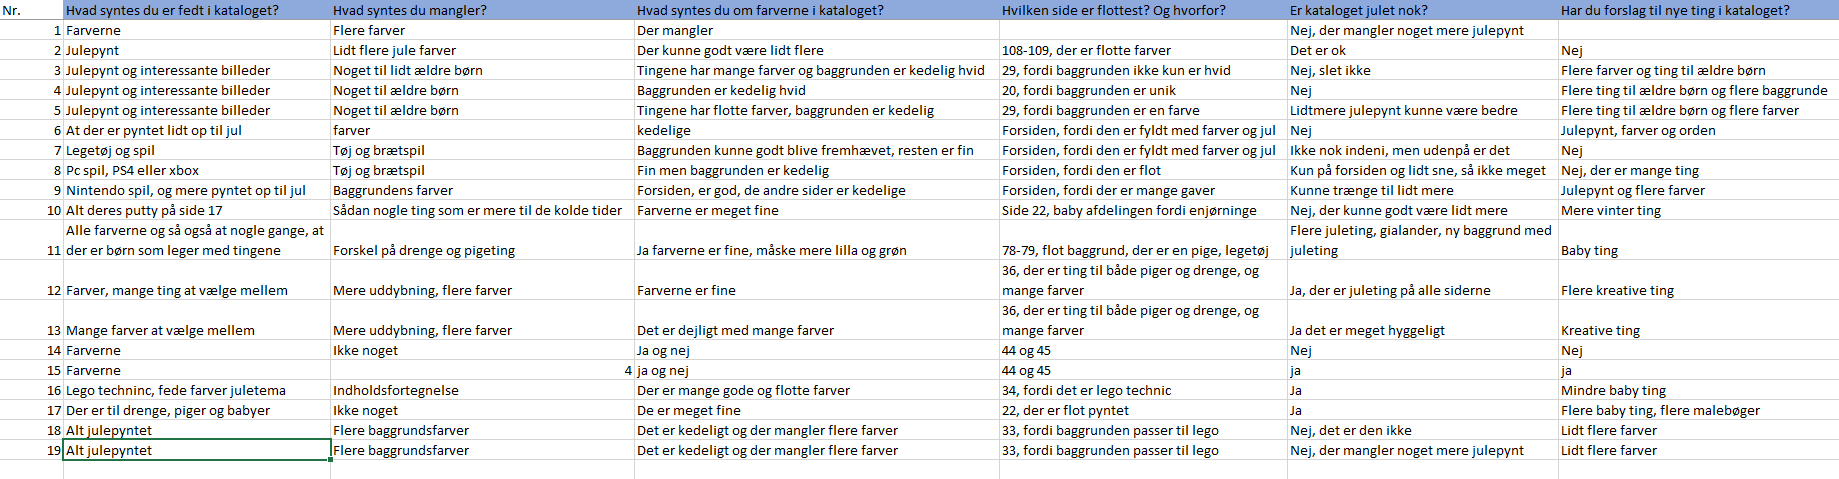 Nr. Hvad syntes du er fedt i kataloget? Hvad syntes du mangler? Hvad syntes du om farverne i kataloget? Hvilken side er flottest? Og hvorfor? Er kataloget julet nok? Har du forslag til nye ting i kataloget?
1 Farverne Flere farver Der mangler Nej, der mangler noget mere julepynt
2 Julepynt Lidt flere jule farver Der kunne godt være lidt flere 108-109, der er flotte farver Det er ok Nej
3 Julepynt og interessante billeder Noget til lidt ældre børn Tingene har mange farver og baggrunden er kedelig hvid 29, fordi baggrunden ikke kun er hvid Nej, slet ikke Flere farver og ting til ældre børn
4 Julepynt og interessante billeder Noget til ældre børn Baggrunden er kedelig hvid 20, fordi baggrunden er unik Nej Flere ting til ældre børn og flere baggrunde
5 Julepynt og interessante billeder Noget til ældre børn Tingene har flotte farver, baggrunden er kedelig 29, fordi baggrunden er en farve Lidtmere julepynt kunne være bedre Flere ting til ældre børn og flere farver
6 At der er pyntet lidt op til jul farver kedelige Forsiden, fordi den er fyldt med farver og jul Nej Julepynt, farver og orden
7 Legetøj og spil Tøj og brætspil Baggrunden kunne godt blive fremhævet, resten er fin Forsiden, fordi den er fyldt med farver og jul Ikke nok indeni, men udenpå er det Nej
8 Pc spil, PS4 eller xbox Tøj og brætspil Fin men baggrunden er kedelig Forsiden, fordi den er flot Kun på forsiden og lidt sne, så ikke meget Nej, der er mange ting
9 Nintendo spil, og mere pyntet op til jul Baggrundens farver Forsiden, er god, de andre sider er kedelige Forsiden, fordi der er mange gaver Kunne trænge til lidt mere Julepynt og flere farver
10 Alt deres putty på side 17 Sådan nogle ting som er mere til de kolde tider Farverne er meget fine Side 22, baby afdelingen fordi enjørninge Nej, der kunne godt være lidt mere Mere vinter ting
Alle farverne og så også at nogle gange, at Flere juleting, gialander, ny baggrund med
11 der er børn som leger med tingene Forskel på drenge og pigeting Ja farverne er fine, måske mere lilla og grøn 78-79, flot baggrund, der er en pige, legetøj juleting Baby ting
36, der er ting til både piger og drenge, og
12 Farver, mange ting at vælge mellem Mere uddybning, flere farver Farverne er fine mange farver Ja, der er juleting på alle siderne Flere kreative ting
36, der er ting til både piger og drenge, og
13 Mange farver at vælge mellem Mere uddybning, flere farver Det er dejligt med mange farver mange farver Ja det er meget hyggeligt Kreative ting
14 Farverne Ikke noget Ja og nej 44 og 45 Nej Nej
15 Farverne 4 ja og nej 44 og 45 ja ja
16 Lego techninc, fede farver juletema Indholdsfortegnelse Der er mange gode og flotte farver 34, fordi det er lego technic Ja Mindre baby ting
17 Der er til drenge, piger og babyer Ikke noget De er meget fine 22, der er flot pyntet Ja Flere baby ting, flere malebøger
18 Alt julepyntet Flere baggrundsfarver Det er kedeligt og der mangler flere farver 33, fordi baggrunden passer til lego Nej, det er den ikke Lidt flere farver
19 Alt julepyntet Flere baggrundsfarver Det er kedeligt og der mangler flere farver 33, fordi baggrunden passer til lego Nej, der mangler noget mere julepynt Lidt flere farver